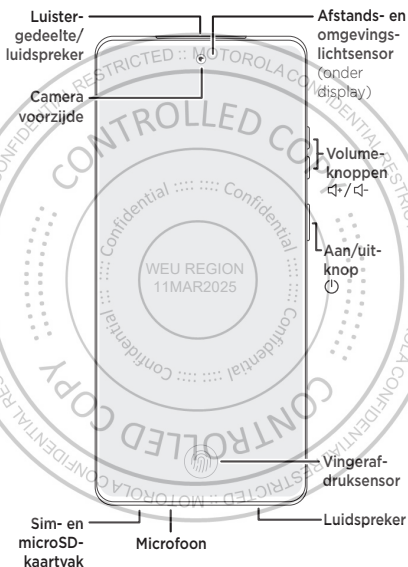 Luister-
gedeelte/
luidspreker
Afstands- en
omgevings-
lichtsensor
(onder
display)
Camera
voorzijde
Volume-
knoppen
+/-
Aan/uit-
knop
Vingeraf-
druksensor
Luidspreker
Sim- en
microSD-
kaartvak
Microfoon
RESTRICTED :: MOTOROLA CONFIDENTIAL RESTRICTED :: MOTOROLA CONFIDENTIAL
CONTROLLED COPY
CONTROLLED COPY
Confidential :::: Confidential
Confidential :::: Confidential
WEU REGION
11MAR2025